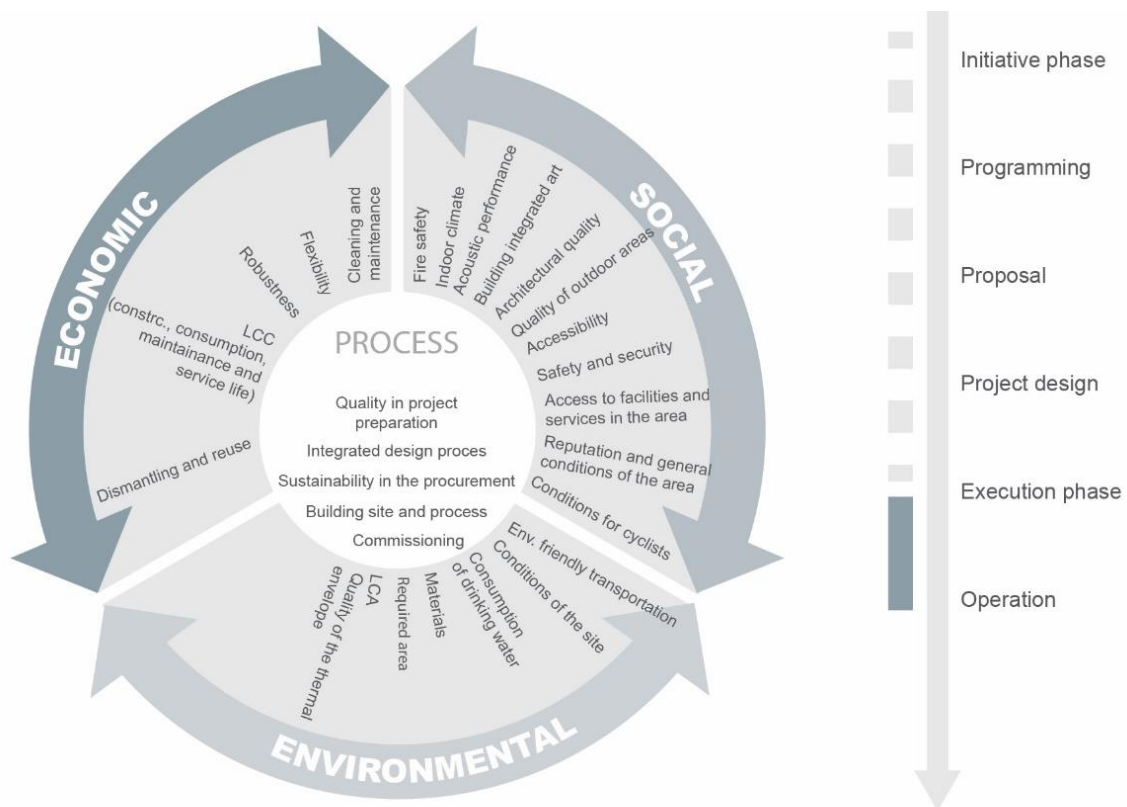 ECONOMIC
Cleaning and
maintenance
Flexibility
Robustness
LCC
(constrc., consumption,
maintainance and
service life)
Dismantling and reuse
SOCIAL
Fire safety
Indoor climate
Acoustic performance
Building integrated art
Architectural quality
Quality of outdoor areas
Accessibility
Safety and security
Access to facilities and
services in the area
Reputation and general
conditions of the area
Conditions for cyclists
PROCESS
Quality in project
preparation
Integrated design proces
Sustainability in the procurement
Building site and process
Commissioning
Env. friendly transportation
Conditions of the site
Consumption
of drinking water
Materials
Required area
LCA
Quality of the thermal
envelope
ENVIRONMENTAL
Initiative phase
Programming
Proposal
Project design
Execution phase
Operation